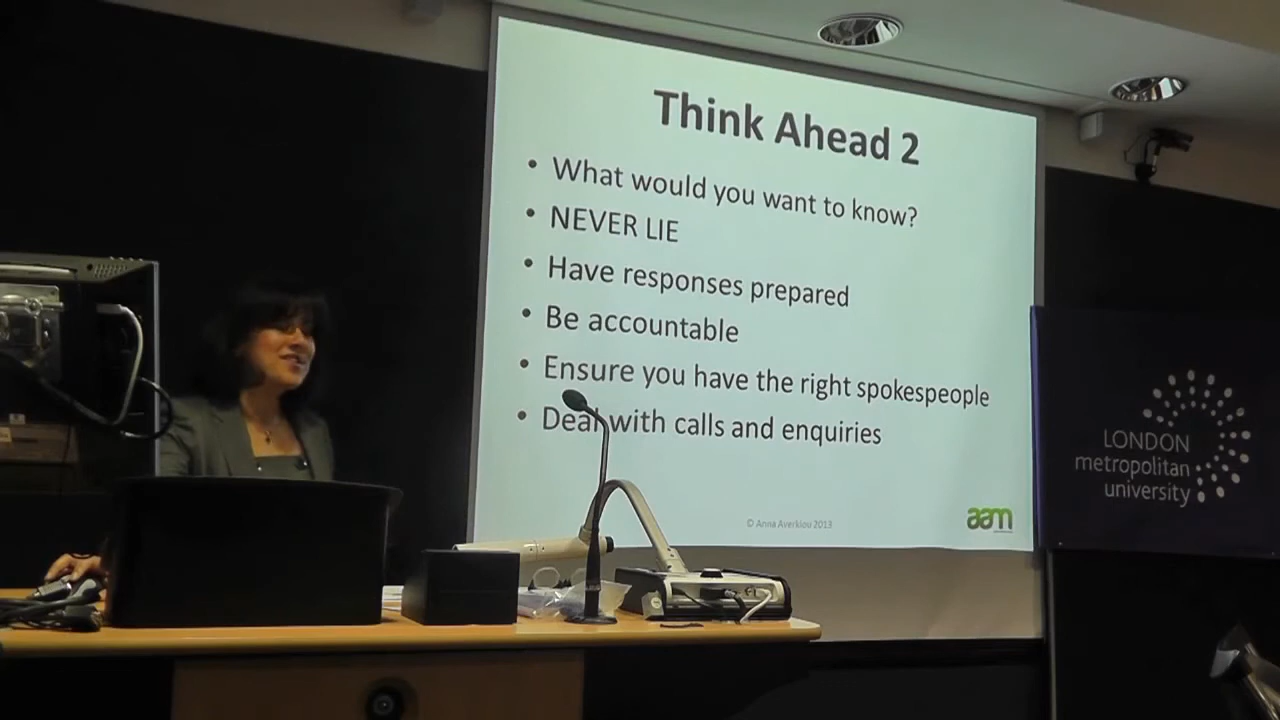 Think Ahead 2
• What would you want to know?
• NEVER LIE
• Have responses prepared
• Be accountable
• Ensure you have the right spokespeople
• Deal with calls and enquiries
© Anna Averkiou 2013
aam
LONDON
metropolitan
university